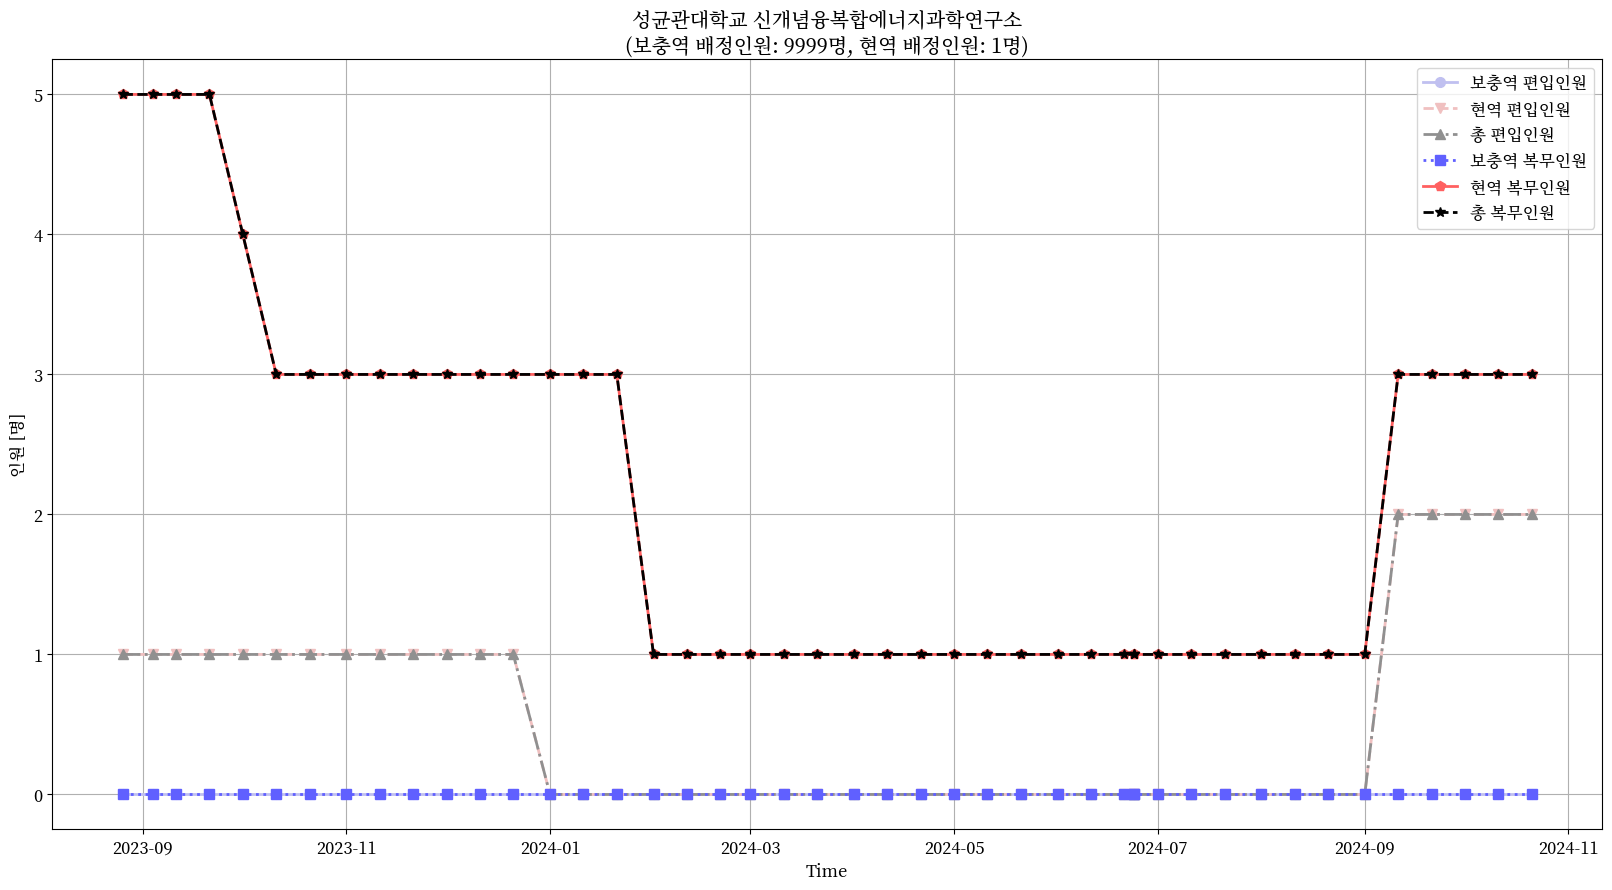 성균관대학교 신개념융복합에너지과학연구소
(보충역 배정인원: 9999명, 현역 배정인원: 1명)
보충역 편입인원
현역 편입인원
총 편입인원
보충역 복무인원
현역 복무인원
총 복무인원
5
4
3
2
1
0
인원 [명]
2023-09
2023-11
2024-01
2024-03
2024-05
2024-07
2024-09
2024-11
Time